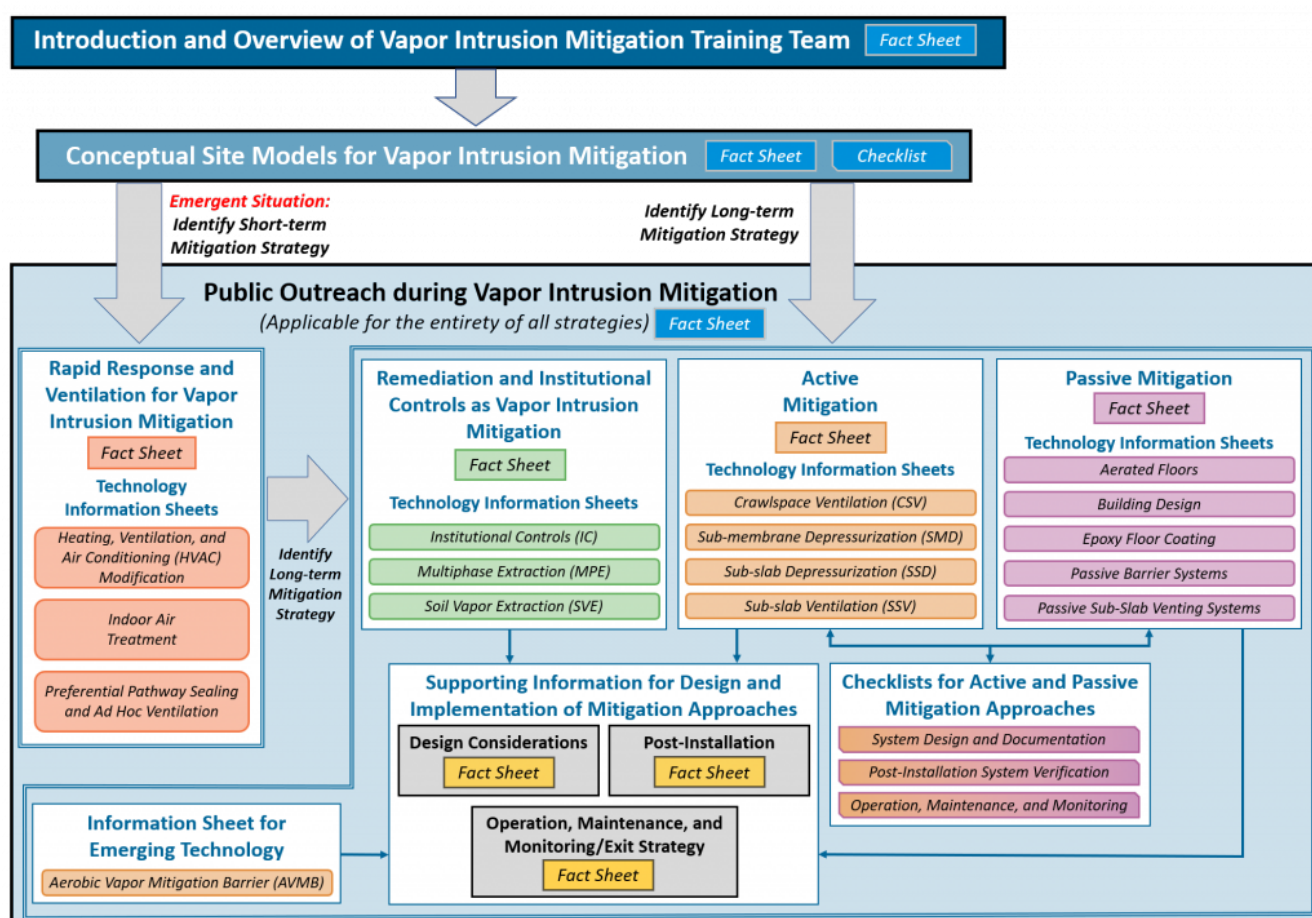 Introduction and Overview of Vapor Intrusion Mitigation Training Team Fact Sheet
Conceptual Site Models for Vapor Intrusion Mitigation Fact Sheet Checklist
Emergent Situation:
Identify Short-term
Mitigation Strategy
Identify Long-term
Mitigation Strategy
Public Outreach during Vapor Intrusion Mitigation
(Applicable for the entirety of all strategies) Fact Sheet
Rapid Response and
Ventilation for Vapor
Intrusion Mitigation
Fact Sheet
Technology
Information Sheets
Heating, Ventilation, and
Air Conditioning (HVAC)
Modification
Indoor Air
Treatment
Preferential Pathway Sealing
and Ad Hoc Ventilation
Identify
Long-term
Mitigation
Strategy
Remediation and Institutional
Controls as Vapor Intrusion
Mitigation
Fact Sheet
Technology Information Sheets
Institutional Controls (IC)
Multiphase Extraction (MPE)
Soil Vapor Extraction (SVE)
Active
Mitigation
Fact Sheet
Technology Information Sheets
Crawlspace Ventilation (CSV)
Sub-membrane Depressurization (SMD)
Sub-slab Depressurization (SSD)
Sub-slab Ventilation (SSV)
Passive Mitigation
Fact Sheet
Technology Information Sheets
Aerated Floors
Building Design
Epoxy Floor Coating
Passive Barrier Systems
Passive Sub-Slab Venting Systems
Supporting Information for Design and
Implementation of Mitigation Approaches
Design Considerations
Fact Sheet
Post-Installation
Fact Sheet
Operation, Maintenance, and
Monitoring/Exit Strategy
Fact Sheet
Checklists for Active and Passive
Mitigation Approaches
System Design and Documentation
Post-Installation System Verification
Operation, Maintenance, and Monitoring
Information Sheet for
Emerging Technology
Aerobic Vapor Mitigation Barrier (AVMB)